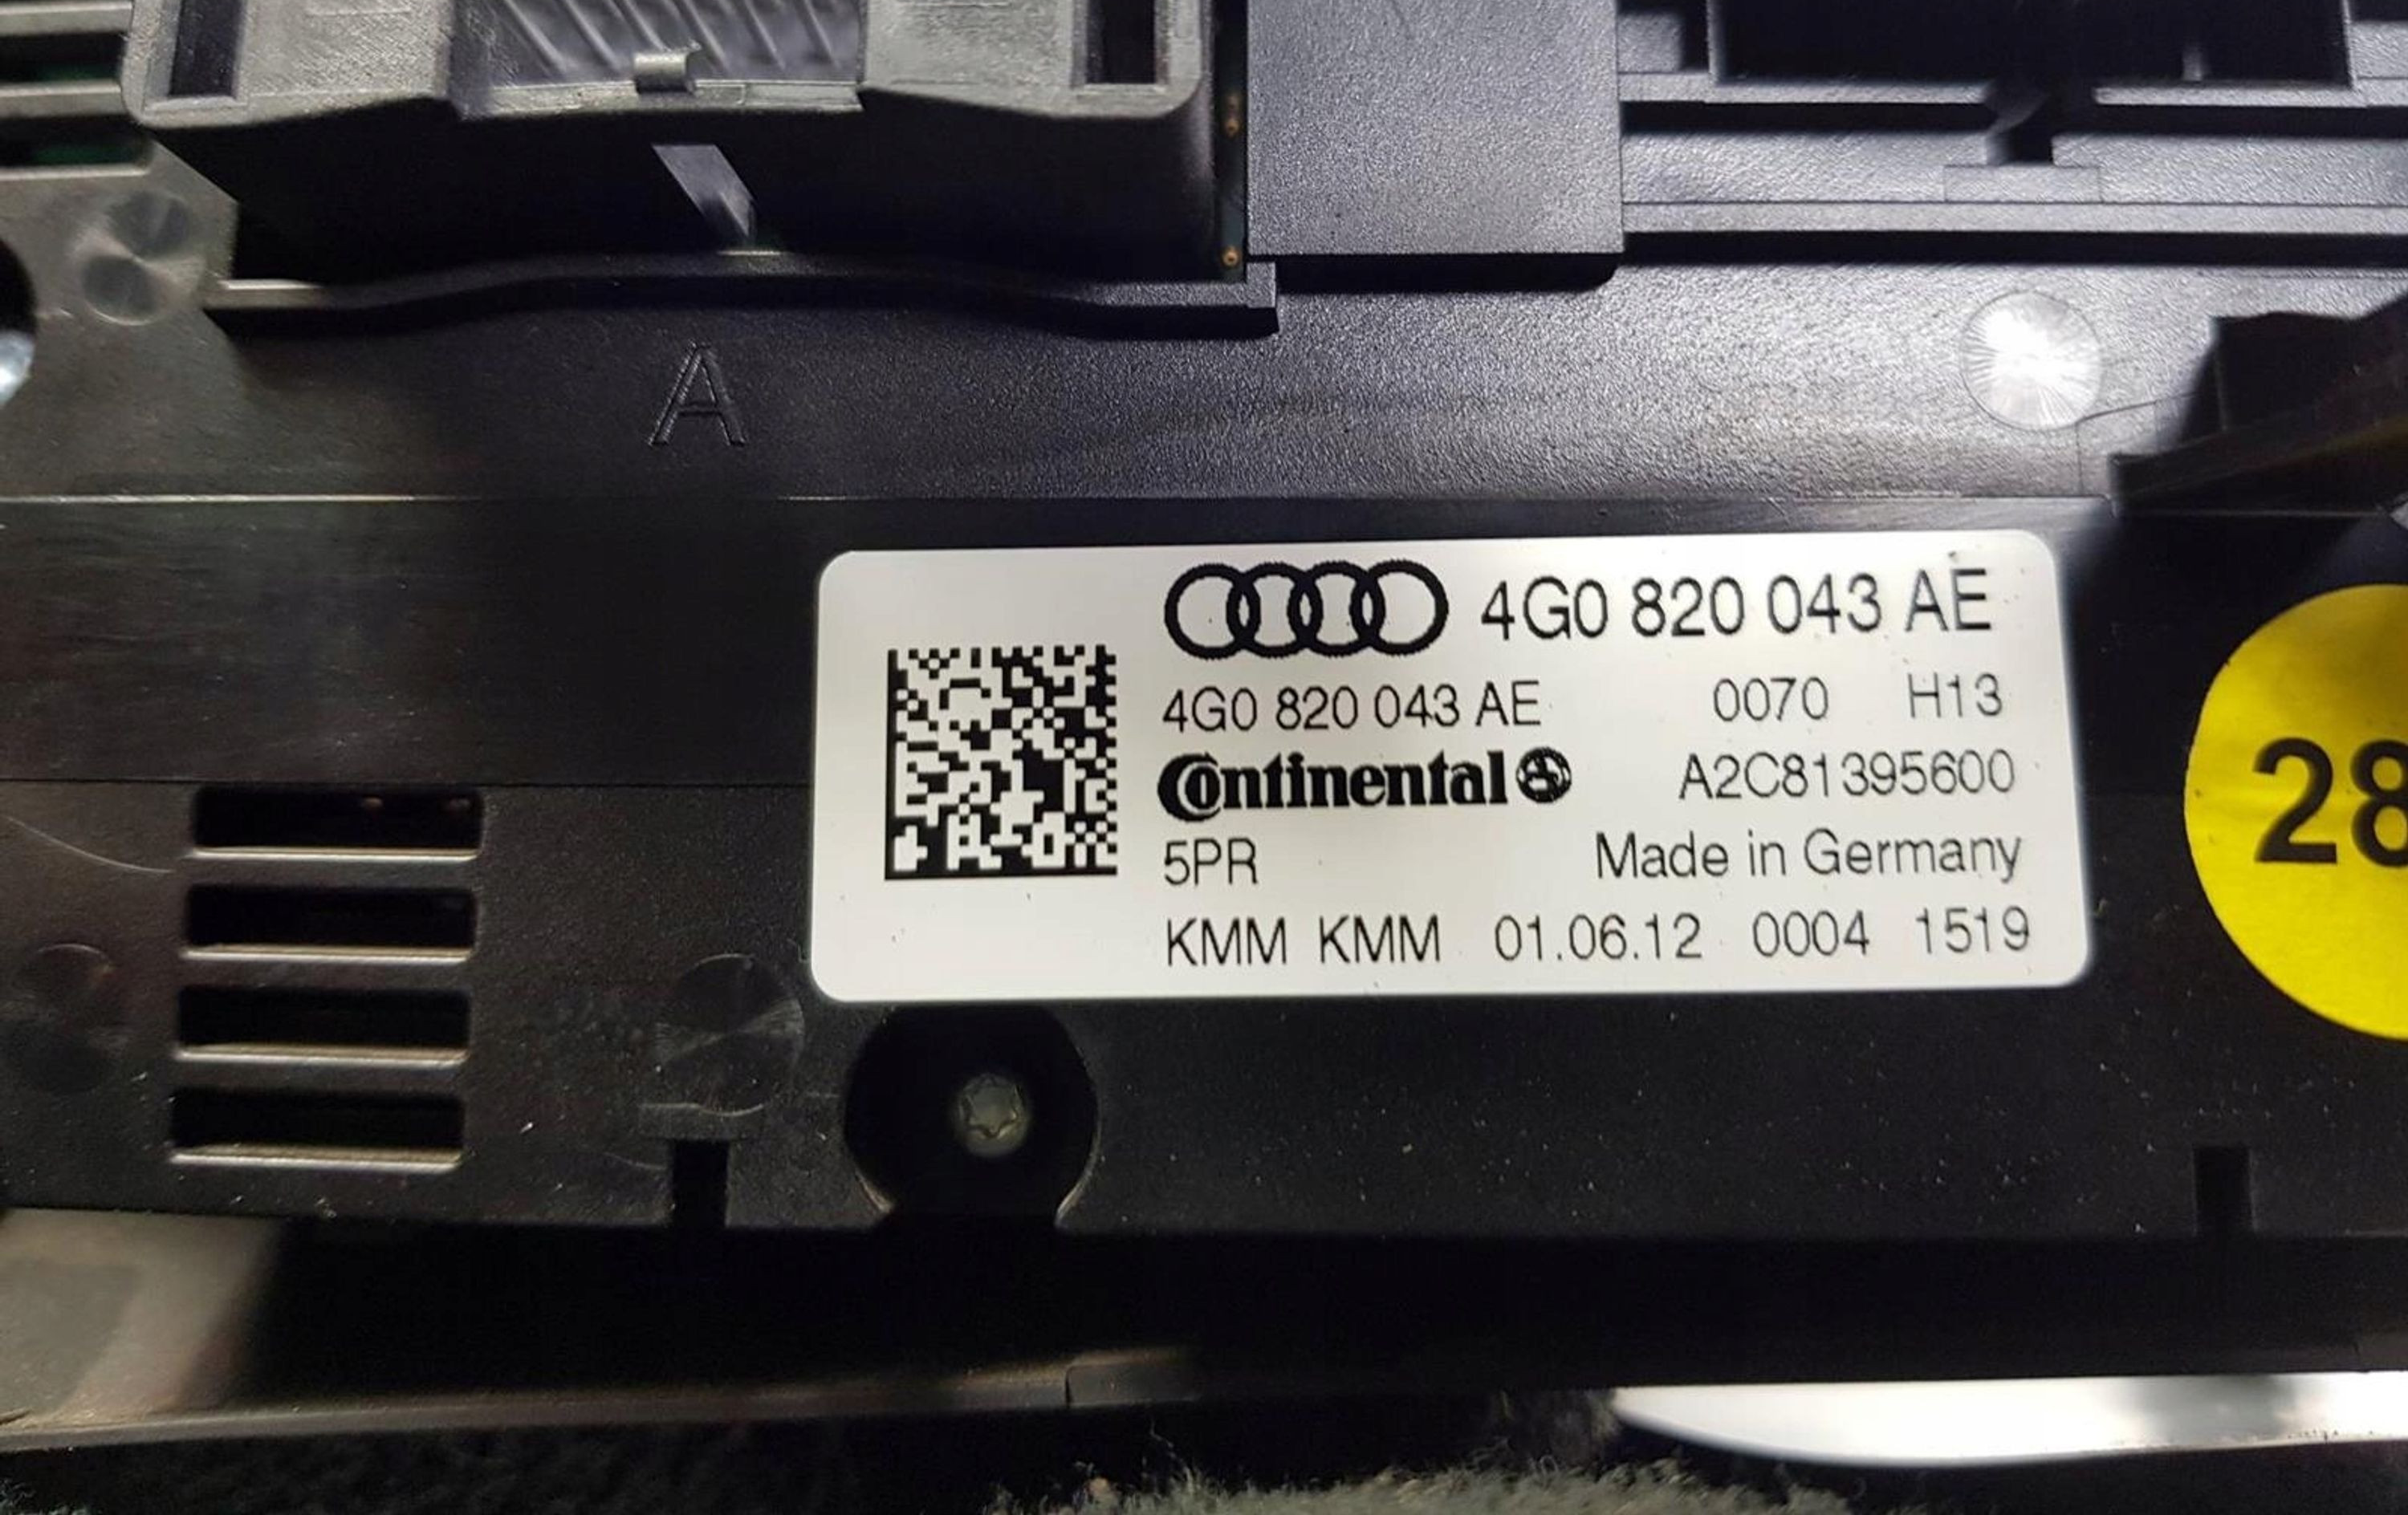 A
4G0 820 043 AE
4G0 820 043 AE 0070 H13
Continental A2C81395600
5PR Made in Germany
KMM KMM 01.06.12 0004 1519
28